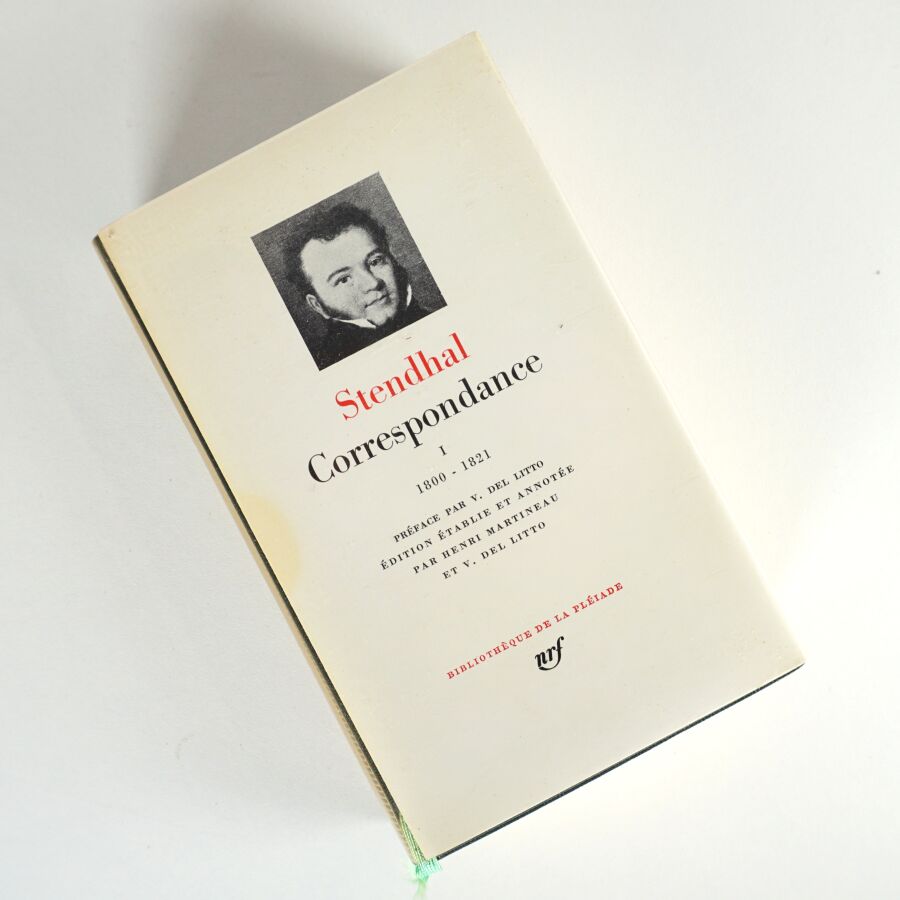 Stendhal
Correspondance
I
1800 - 1821
PRÉFACE PAR V. DEL LITTO
ÉDITION ÉTABLIE ET ANNOTÉE
PAR HENRI MARTINEAU
ET V. DEL LITTO
BIBLIOTHÈQUE DE LA PLÉIADE
nrf